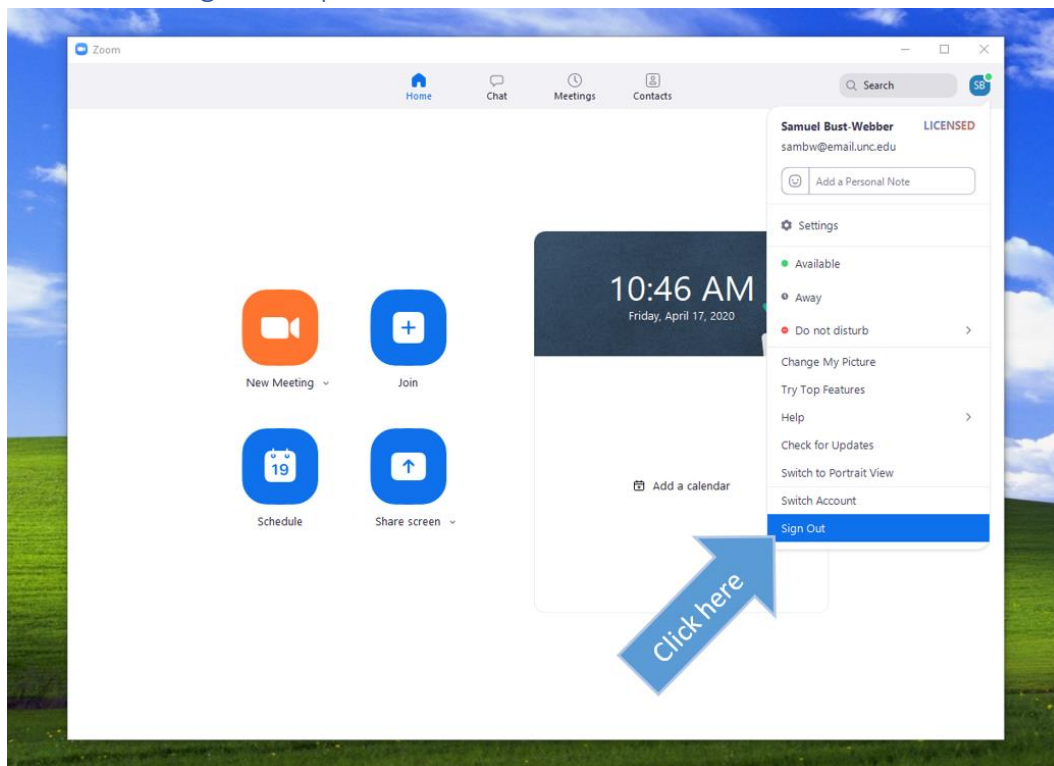 Zoom
Home
Chat
Meetings
Contacts
Search
SB
Samuel Bust-Webber LICENSED
sambw@email.unc.edu
Add a Personal Note
Settings
Available
Away
Do not disturb
Change My Picture
Try Top Features
Help
Check for Updates
Switch to Portrait View
Switch Account
Sign Out
10:46 AM
Friday, April 17, 2020
New Meeting
Join
19
Schedule
Share screen
Add a calendar
Click here